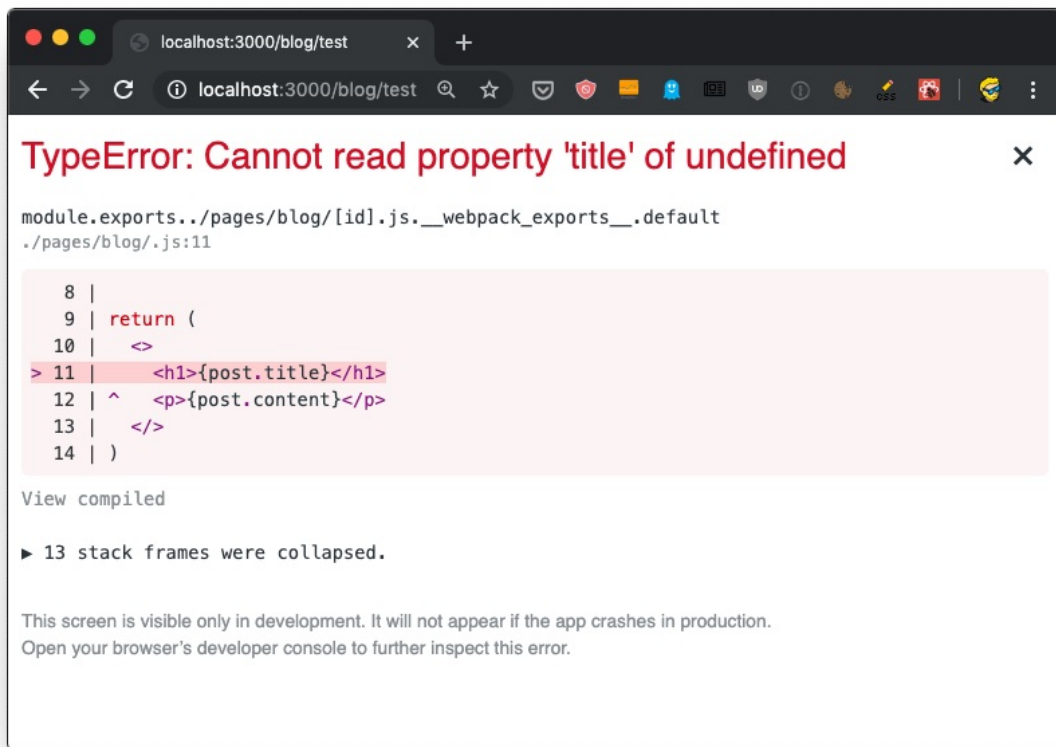 localhost:3000/blog/test
localhost:3000/blog/test
TypeError: Cannot read property 'title' of undefined
module.exports../pages/blog/[id].js.__webpack_exports__.default
./pages/blog/.js:11
8 |
9 | return (
10 |   <>
> 11 |     <h1>{post.title}</h1>
12 | ^   <p>{post.content}</p>
13 |   </>
14 | )
View compiled
▶ 13 stack frames were collapsed.
This screen is visible only in development. It will not appear if the app crashes in production.
Open your browser’s developer console to further inspect this error.